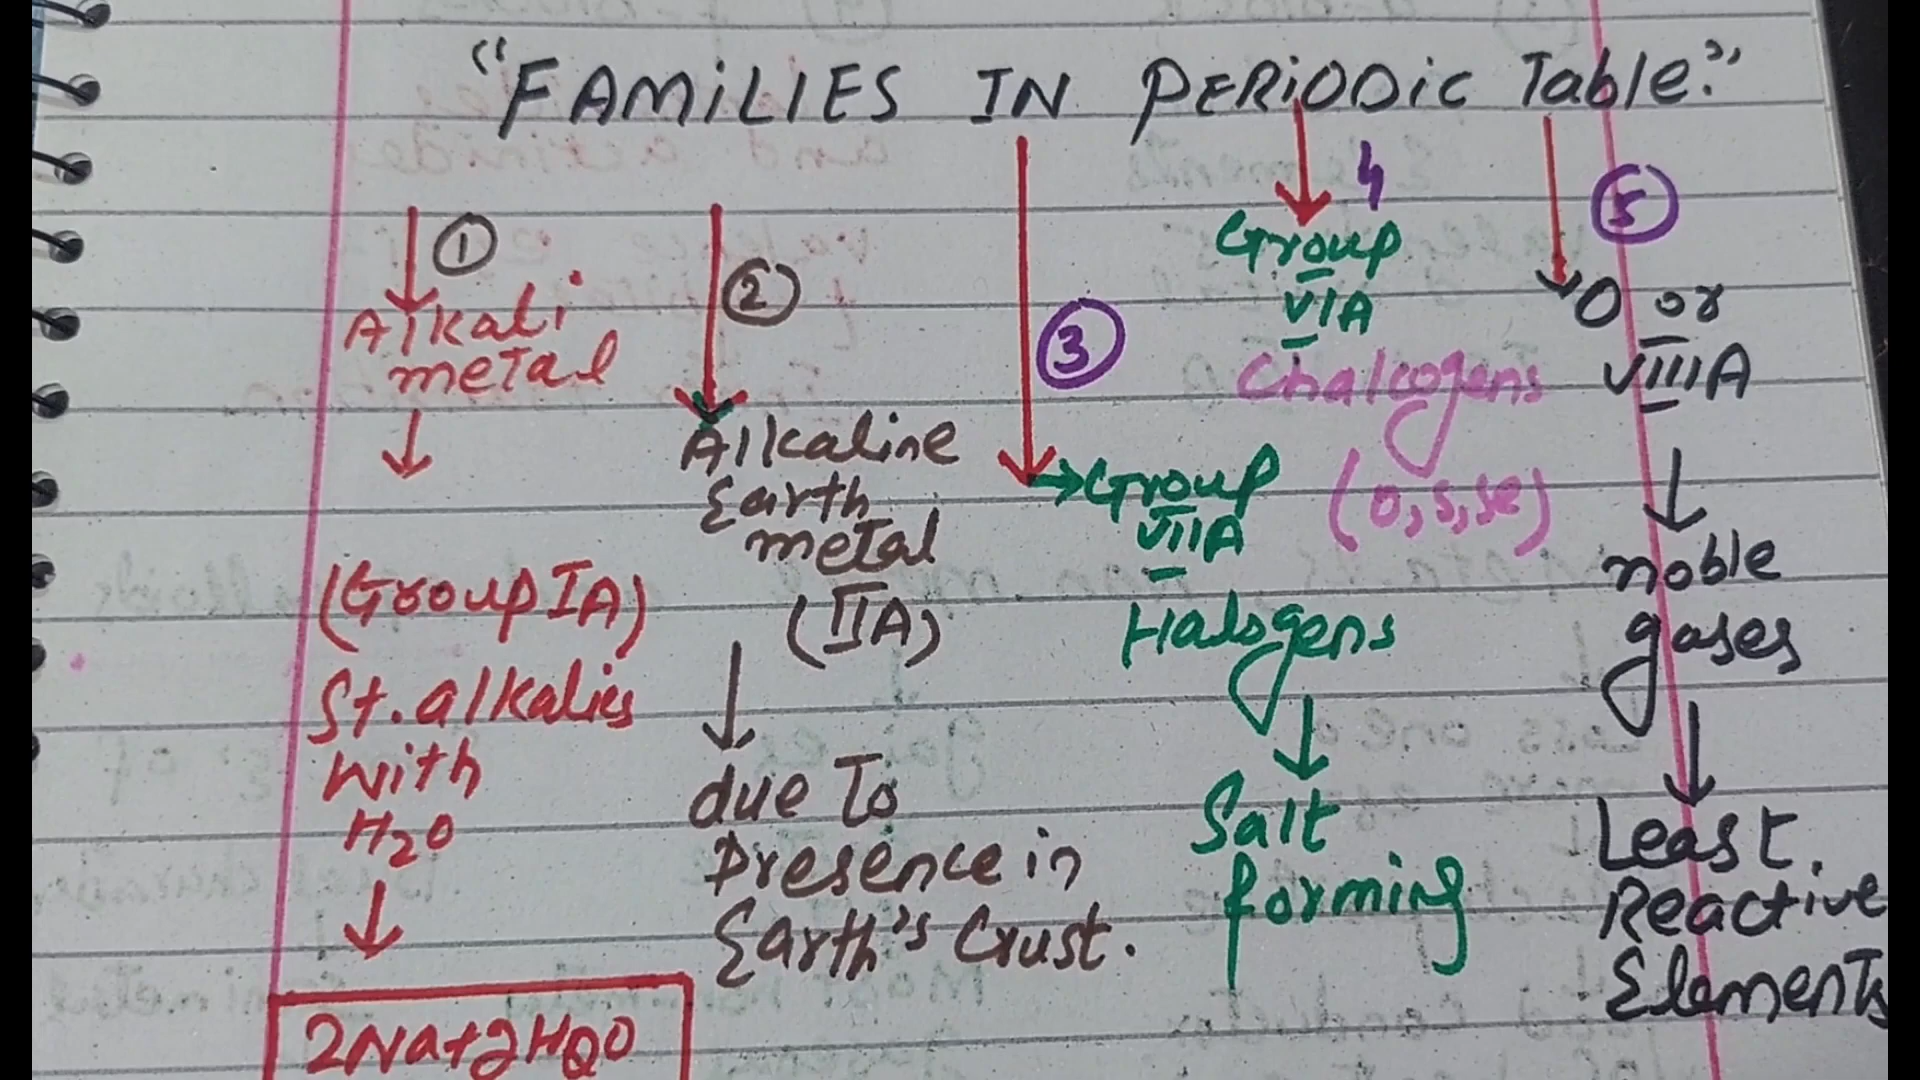 "FAMILIES IN PERIODIC Table."
1
Alkali
metal
(Group IA)
St. alkalies
with
H2O
2Na+2H2O
2
Alkaline
Earth
metal
(IIA)
due To
Presence in
Earth's Crust.
3
Group
VIIA
Halogens
Salt
forming
4
Group
VIA
Chalcogens
(O, S, Se)
5
O or
VIIIA
noble
gases
Least.
Reactive
Elements